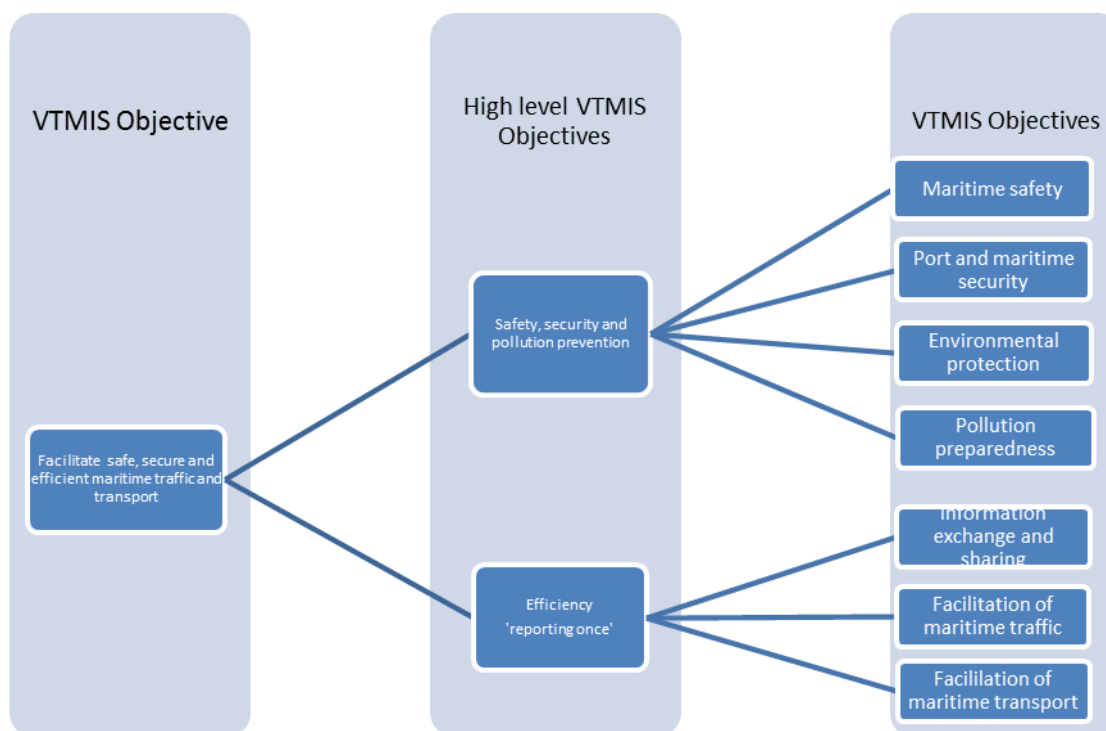 VTMIS Objective
Facilitate safe, secure and
efficient maritime traffic and
transport
High level VTMIS
Objectives
Safety, security and
pollution prevention
Efficiency
'reporting once'
VTMIS Objectives
Maritime safety
Port and maritime
security
Environmental
protection
Pollution
preparedness
Information
exchange and
sharing
Facilitation of
maritime traffic
Facililation of
maritime transport